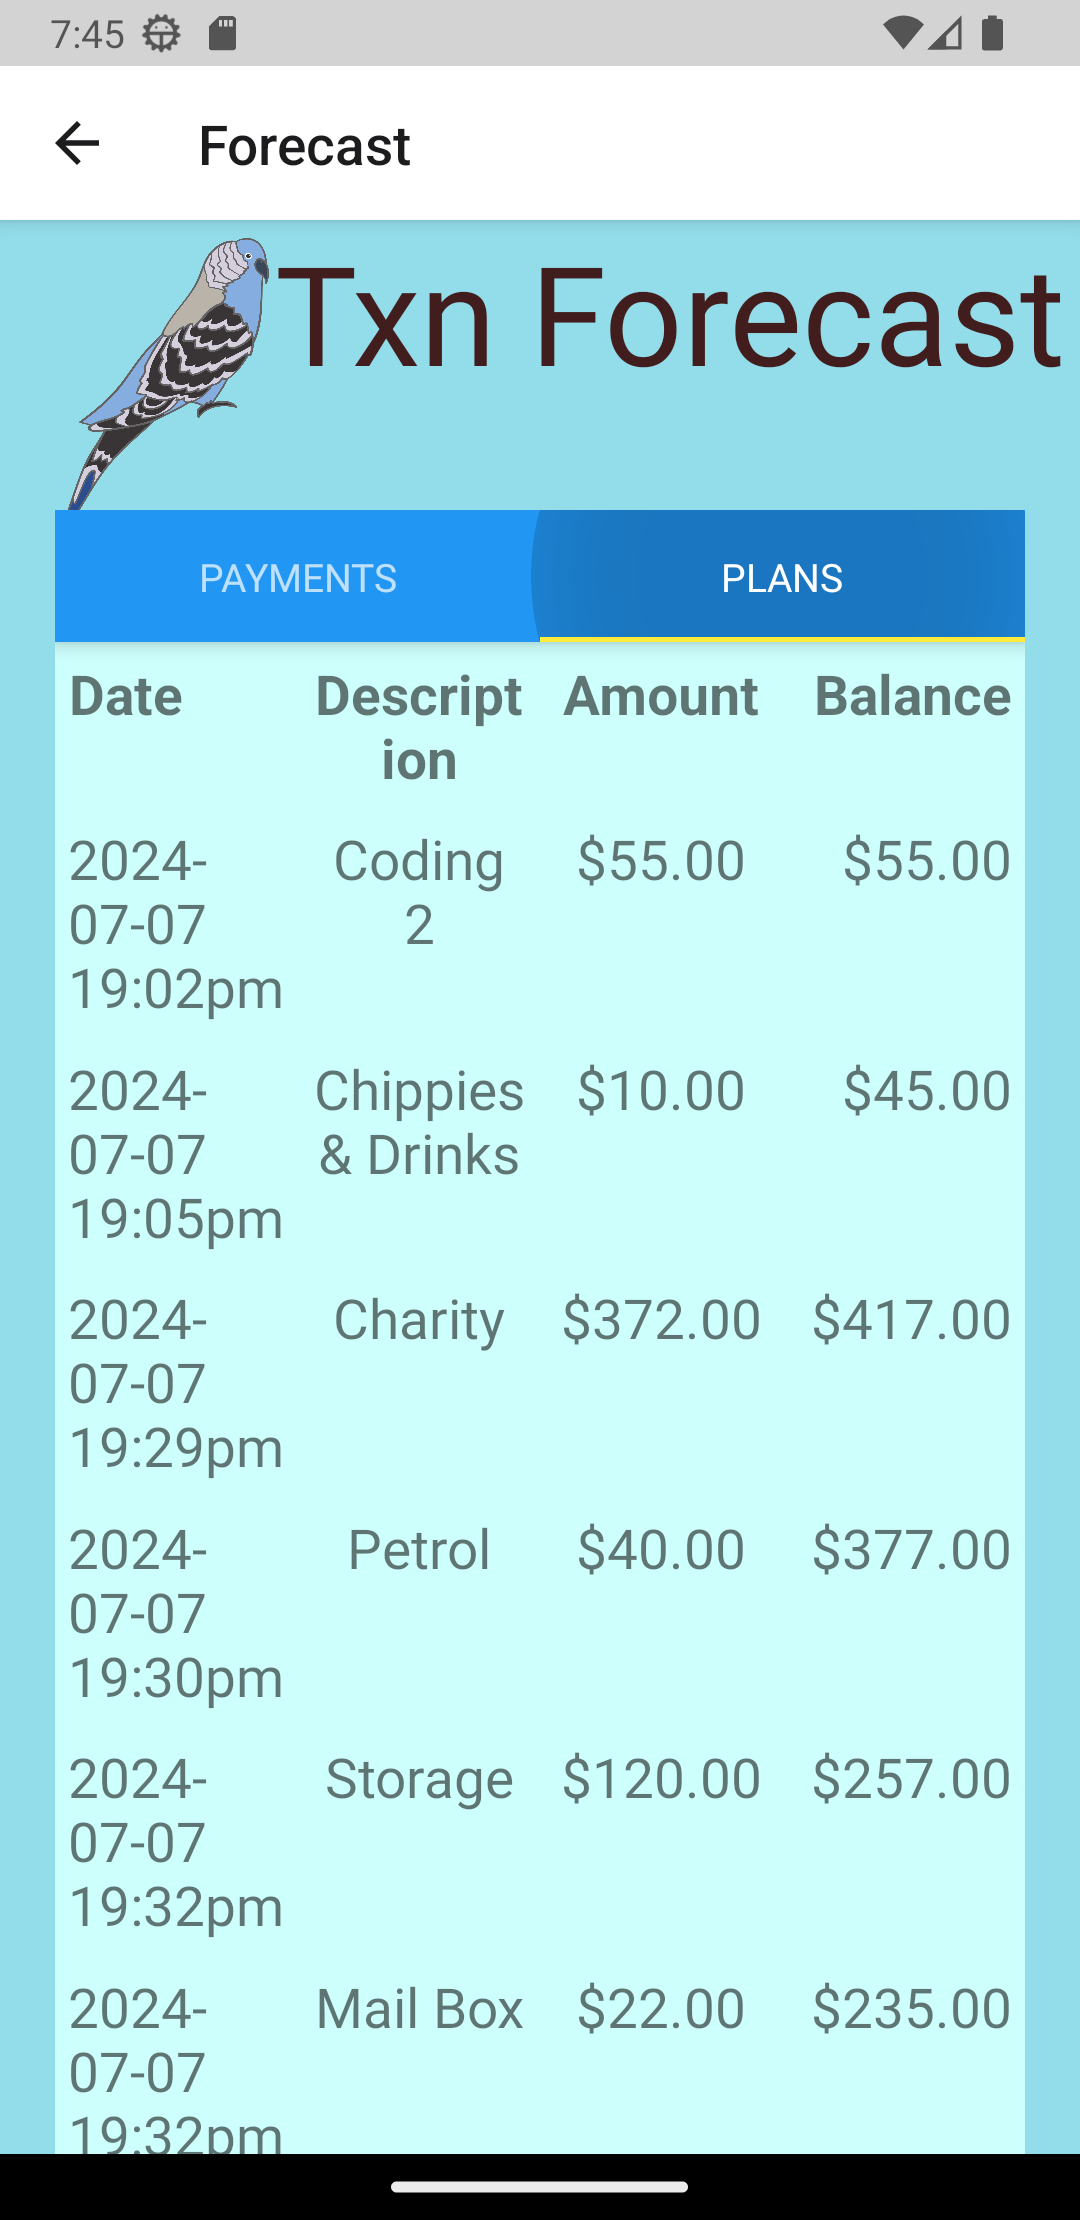 7:45
Forecast
Txn Forecast
PAYMENTS PLANS
Date Descript Amount Balance
ion
2024- Coding $55.00 $55.00
07-07 2
19:02pm
2024- Chippies $10.00 $45.00
07-07 & Drinks
19:05pm
2024- Charity $372.00 $417.00
07-07
19:29pm
2024- Petrol $40.00 $377.00
07-07
19:30pm
2024- Storage $120.00 $257.00
07-07
19:32pm
2024- Mail Box $22.00 $235.00
07-07
19:32pm